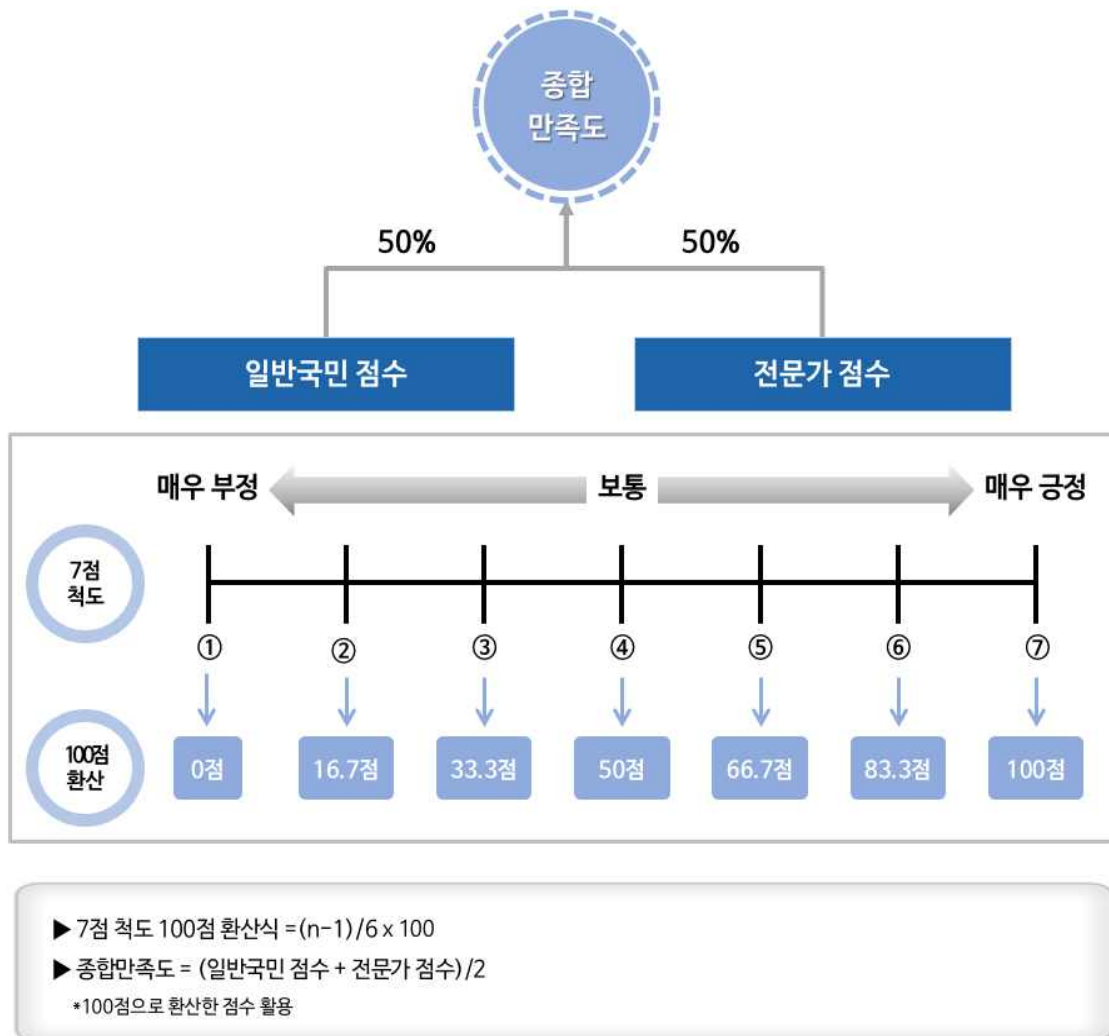 종합
만족도
50% 50%
일반국민 점수 전문가 점수
매우 부정 보통 매우 긍정
7점
척도
① ② ③ ④ ⑤ ⑥ ⑦
100점
환산
0점 16.7점 33.3점 50점 66.7점 83.3점 100점
▶ 7점 척도 100점 환산식 =(n-1)/6 x 100
▶ 종합만족도 = (일반국민 점수 + 전문가 점수)/2
*100점으로 환산한 점수 활용